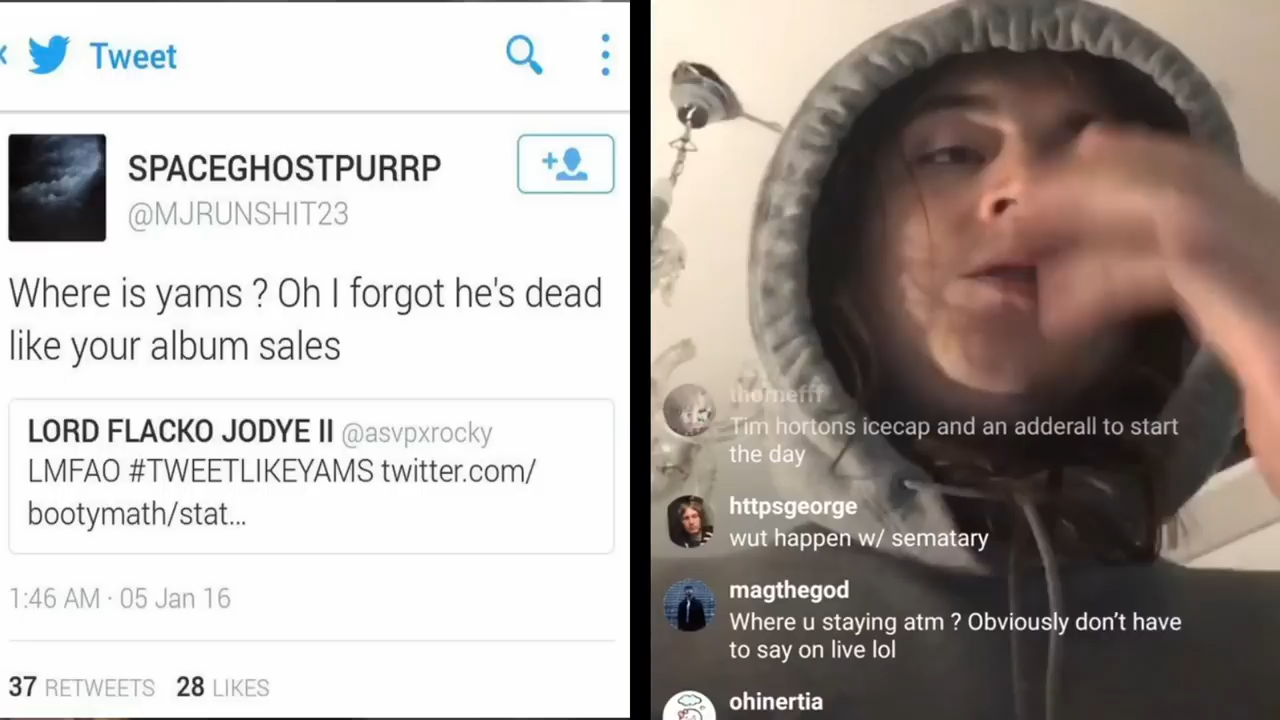 Tweet
SPACEGHOSTPURRP
@MJRUNSHIT23
Where is yams ? Oh I forgot he's dead
like your album sales
LORD FLACKO JODYE II @asvpxrocky
LMFAO #TWEETLIKEYAMS twitter.com/
bootymath/stat...
1:46 AM · 05 Jan 16
37 RETWEETS 28 LIKES
thornefff
Tim hortons icecap and an adderall to start
the day
httpsgeorge
wut happen w/ sematary
magthegod
Where u staying atm ? Obviously don't have
to say on live lol
ohinertia